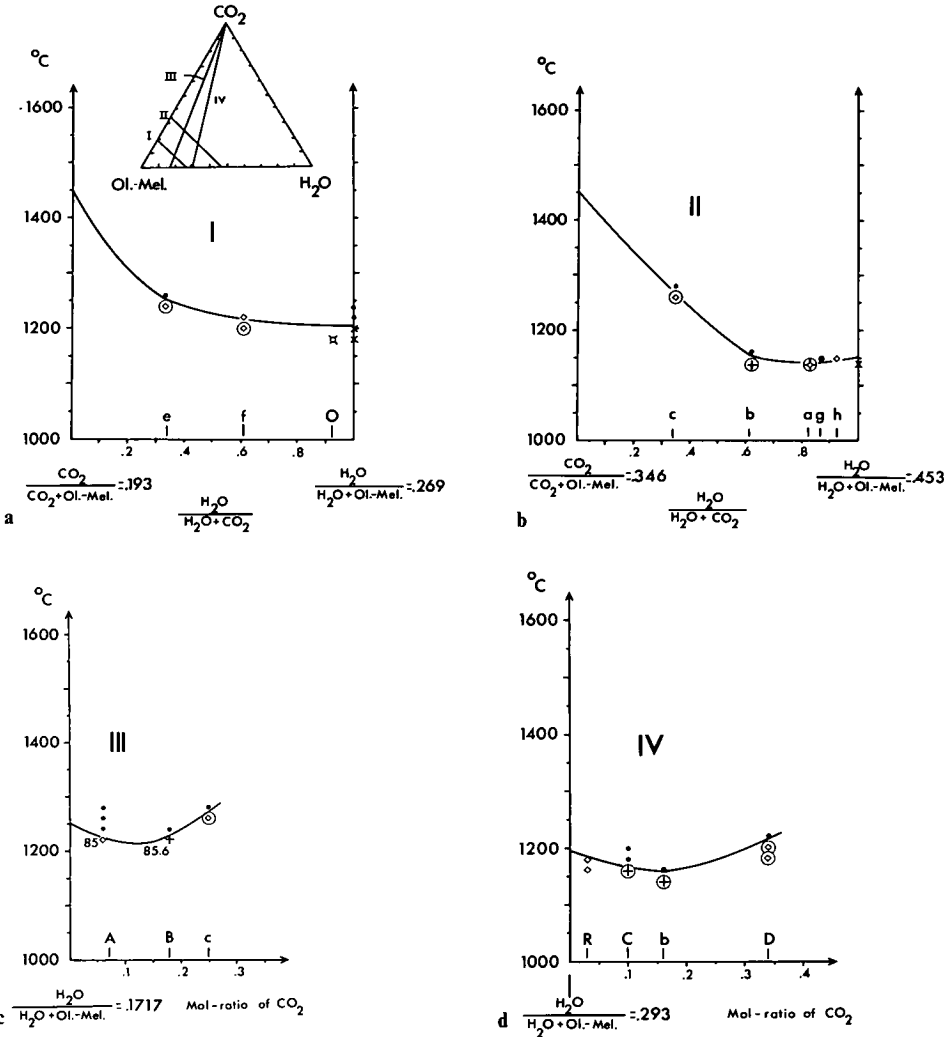 CO2
°C
1600
III
IV
II
I
Ol.-Mel.
H2O
1400
I
1200
e
f
O
1000
.2
.4
.6
.8
CO2
CO2+Ol.-Mel. =.193
H2O
H2O+CO2
H2O
H2O+Ol.-Mel. =.269
a
°C
1600
II
1400
1200
c
b
a
g
h
1000
.2
.4
.6
.8
CO2
CO2+Ol.-Mel. =.346
H2O
H2O+CO2
H2O
H2O+Ol.-Mel. =.453
b
°C
1600
III
1400
1200
85
85.6
A
B
c
1000
.1
.2
.3
H2O
H2O+Ol.-Mel. =.1717
Mol-ratio of CO2
c
°C
1600
IV
1400
1200
R
C
b
D
1000
.1
.2
.3
.4
H2O
H2O+Ol.-Mel. =.293
Mol-ratio of CO2
d